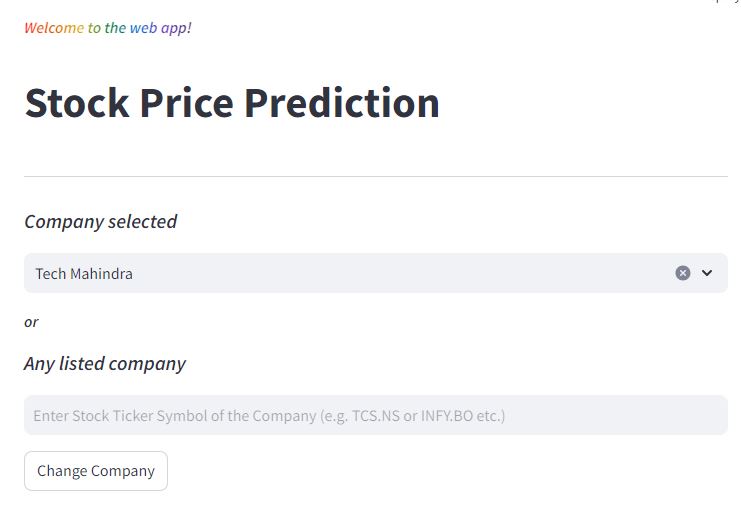 Welcome to the web app!
Stock Price Prediction
Company selected
Tech Mahindra
or
Any listed company
Enter Stock Ticker Symbol of the Company (e.g. TCS.NS or INFY.BO etc.)
Change Company